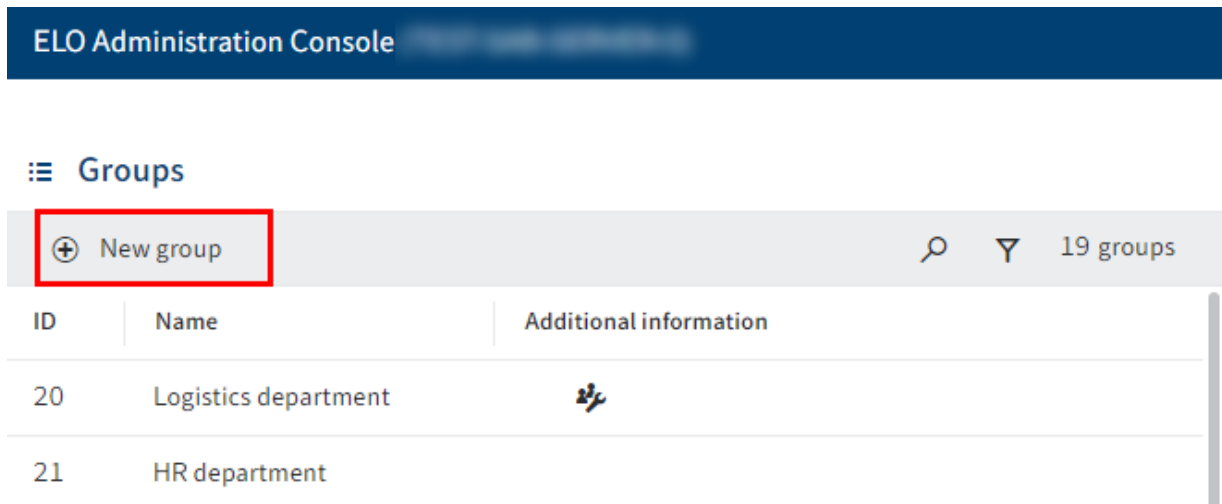 ELO Administration Console
Groups
New group 19 groups
ID Name Additional information
20 Logistics department
21 HR department